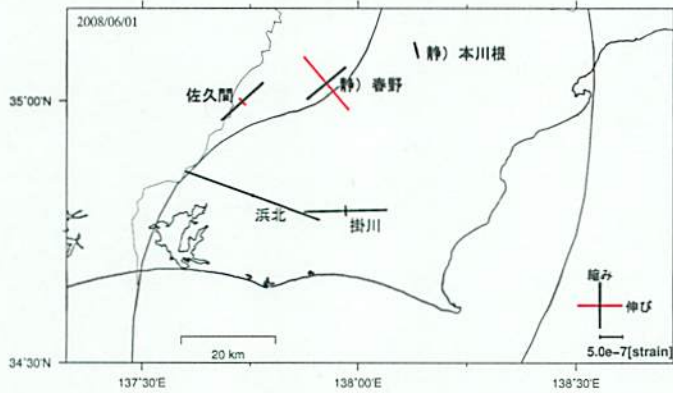 2008/06/01
静）本川根
静）春野
佐久間
35°00'N
浜北
掛川
縮み
伸び
5.0e-7[strain]
20 km
34°30'N
137°30'E
138°00'E
138°30'E